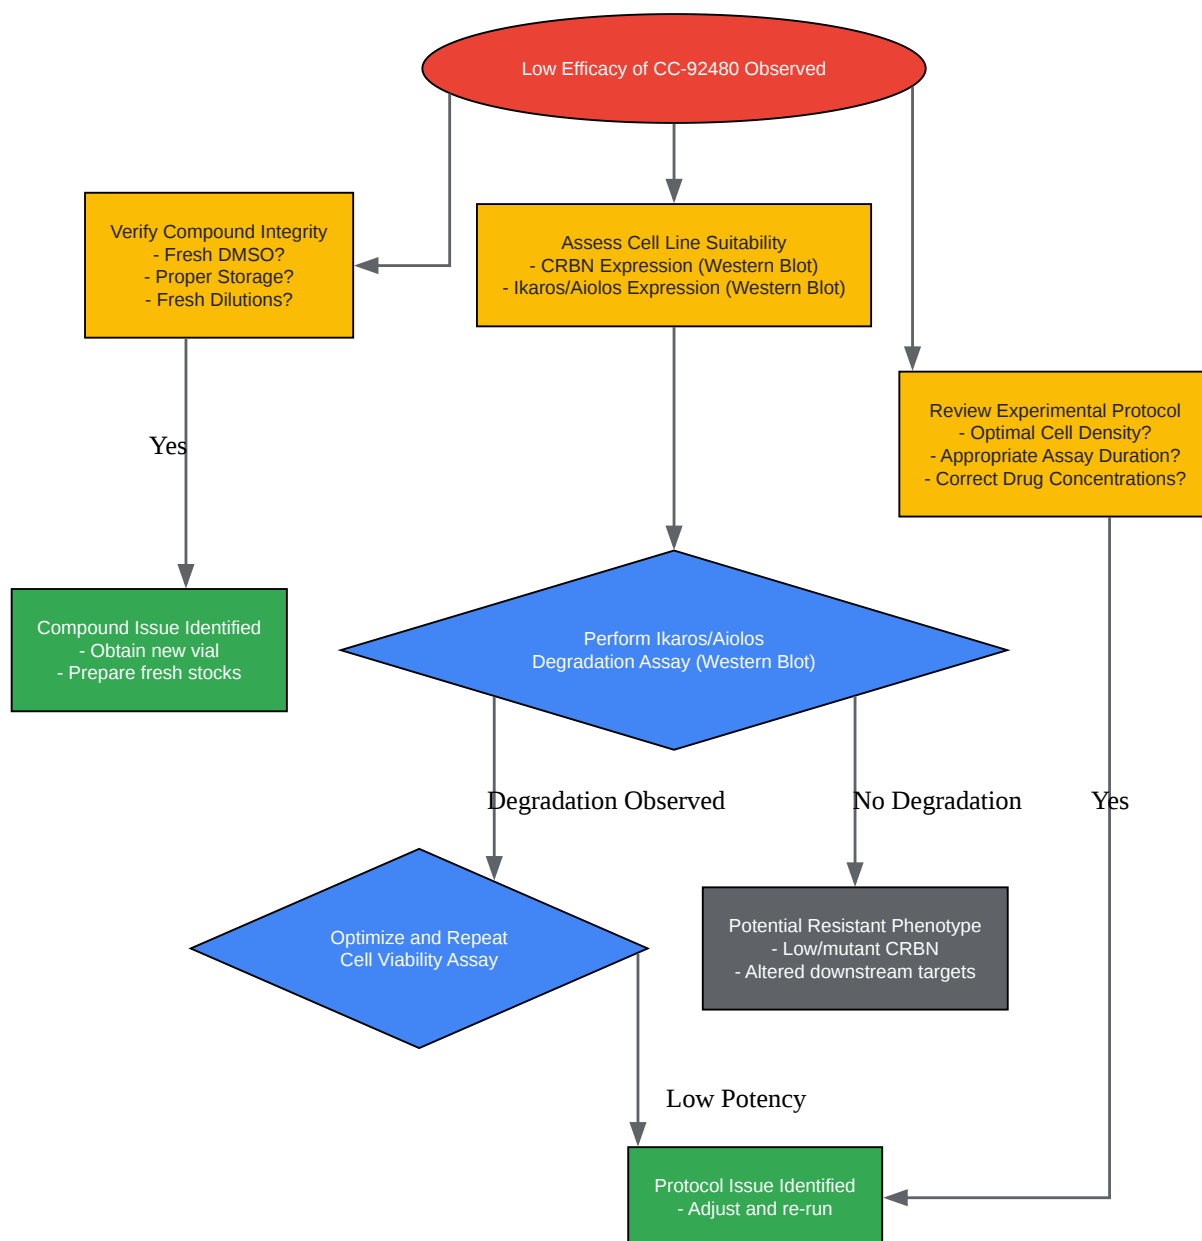 Low Efficacy of CC-92480 Observed
Verify Compound Integrity
- Fresh DMSO?
- Proper Storage?
- Fresh Dilutions?
Assess Cell Line Suitability
- CRBN Expression (Western Blot)
- Ikaros/Aiolos Expression (Western Blot)
Review Experimental Protocol
- Optimal Cell Density?
- Appropriate Assay Duration?
- Correct Drug Concentrations?
Yes
Compound Issue Identified
- Obtain new vial
- Prepare fresh stocks
Perform Ikaros/Aiolos
Degradation Assay (Western Blot)
Degradation Observed
No Degradation
Yes
Optimize and Repeat
Cell Viability Assay
Potential Resistant Phenotype
- Low/mutant CRBN
- Altered downstream targets
Low Potency
Protocol Issue Identified
- Adjust and re-run